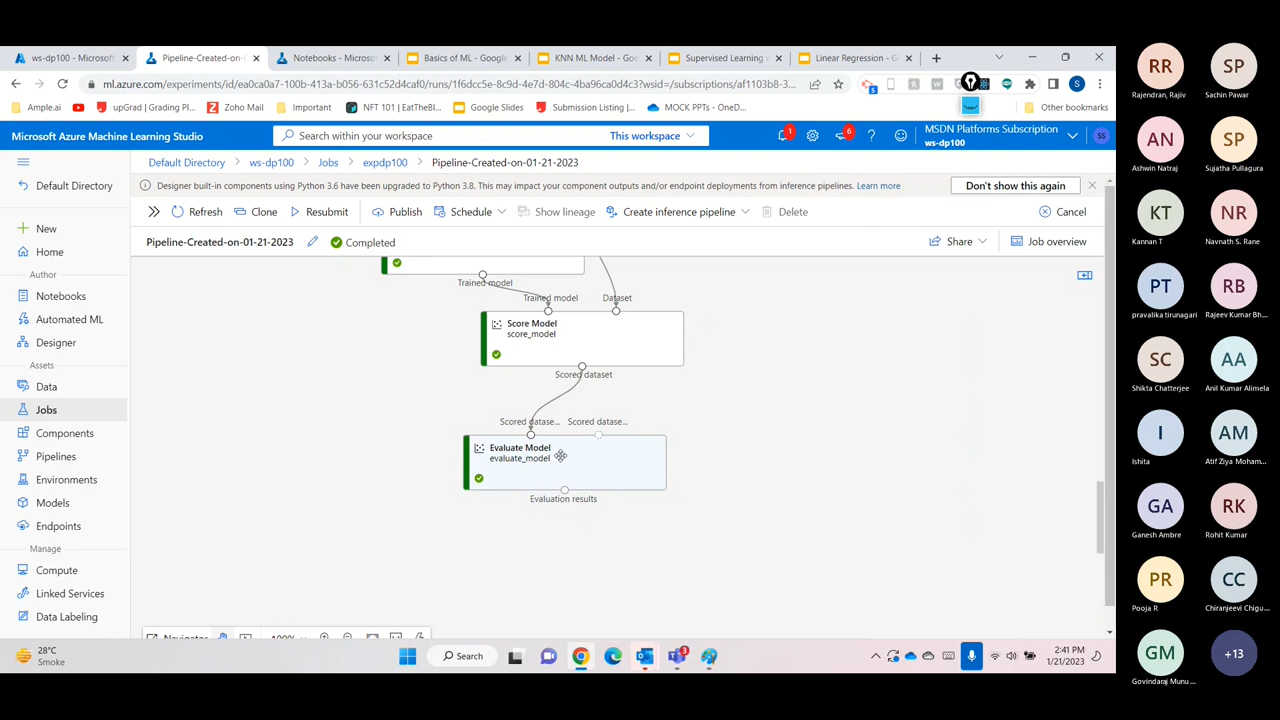 ws-dp100 - Microsoft
Pipeline-Created-on-
Notebooks - Microsoft
Basics of ML - Google
KNN ML Model - Goo
Supervised Learning
Linear Regression - G
ml.azure.com/experiments/id/ea0ca0a7-100b-413a-b056-631c52d4caf0/runs/1f6dcc5e-8c9d-4e7d-804c-4ba96ca0d4c3?wsid=/subscriptions/af1103b8-3...
Ample.ai
upGrad | Grading Pl...
Zoho Mail
Important
NFT 101 | EatTheBl...
Google Slides
Submission Listing /...
MOCK PPTs - OneD...
Other bookmarks
Microsoft Azure Machine Learning Studio
Search within your workspace
This workspace
1
6
MSDN Platforms Subscription
ws-dp100
SS
Default Directory
New
Home
Author
Notebooks
Automated ML
Designer
Assets
Data
Jobs
Components
Pipelines
Environments
Models
Endpoints
Manage
Compute
Linked Services
Data Labeling
Default Directory > ws-dp100 > Jobs > expdp100 > Pipeline-Created-on-01-21-2023
Designer built-in components using Python 3.6 have been upgraded to Python 3.8. This may impact your component outputs and/or endpoint deployments from inference pipelines. Learn more
Don't show this again
Refresh
Clone
Resubmit
Publish
Schedule
Show lineage
Create inference pipeline
Delete
Cancel
Pipeline-Created-on-01-21-2023
Completed
Share
Job overview
Trained model
Trained model
Dataset
Score Model
score_model
Scored dataset
Scored datase...
Scored datase...
Evaluate Model
evaluate_model
Evaluation results
Navigator
100%
28°C
Smoke
Search
3
2:41 PM
1/21/2023
RR
Rajendran, Rajiv
SP
Sachin Pawar
AN
Ashwin Natraj
SP
Sujatha Pullagura
KT
Kannan T
NR
Navnath S. Rane
PT
pravalika tirunagari
RB
Rajeev Kumar Bh...
SC
Shikta Chatterjee
AA
Anil Kumar Alimela
I
Ishita
AM
Atif Ziya Moham...
GA
Ganesh Ambre
RK
Rohit Kumar
PR
Pooja R
CC
Chiranjeevi Chigu...
GM
Govindaraj Munu ...
+13